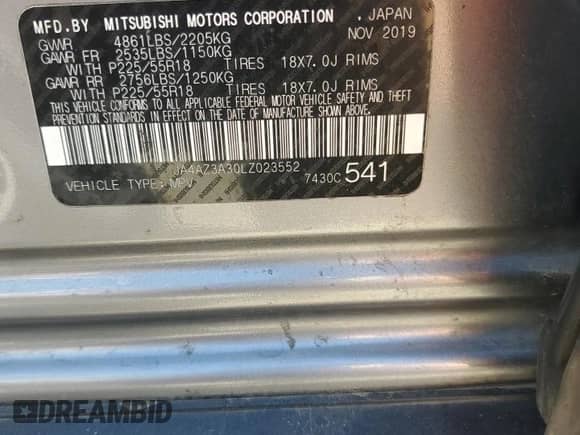 MFD.BY MITSUBISHI MOTORS CORPORATION , JAPAN
GVWR 4861LBS/2205KG NOV 2019
GAWR FR 2535LBS/1150KG
WITH P225/55R18 TIRES 18X7.0J RIMS
GAWR RR 2756LBS/1250KG
WITH P225/55R18 TIRES 18X7.0J RIMS
THIS VEHICLE CONFORMS TO ALL APPLICABLE FEDERAL MOTOR VEHICLE SAFETY AND THEFT
PREVENTION STANDARDS IN EFFECT ON THE DATE OF MANUFACTURE SHOWN ABOVE.
JA4AZ3A30LZ023552
VEHICLE TYPE: MPV 7430C 541
DREAMBID